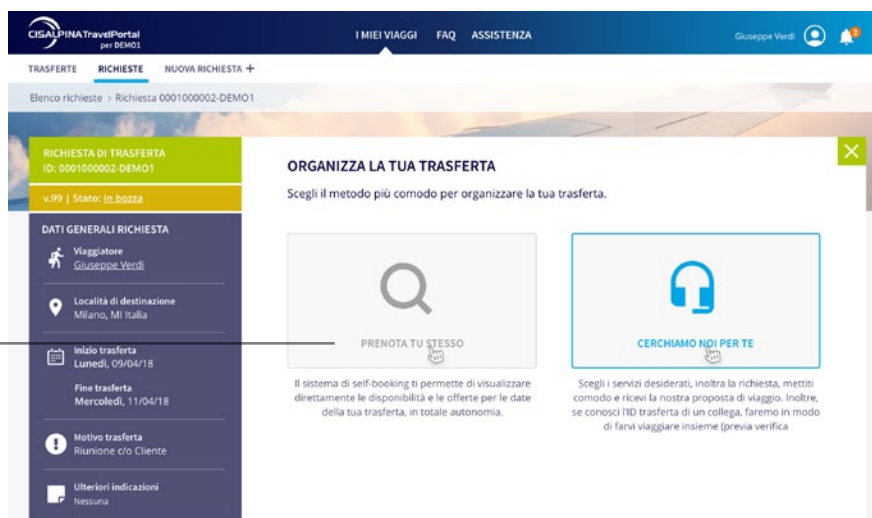 CISALPINA TravelPortal
per DEMO1
I MIEI VIAGGI FAQ ASSISTENZA
Giuseppe Verdi
2
TRASFERTE RICHIESTE NUOVA RICHIESTA +
Elenco richieste > Richiesta 0001000002-DEMO1
RICHIESTA DI TRASFERTA
ID: 0001000002-DEMO1
v.99 | Stato: In bozza
DATI GENERALI RICHIESTA
Viaggiatore
Giuseppe Verdi
Località di destinazione
Milano, MI Italia
Inizio trasferta
Lunedì, 09/04/18
Fine trasferta
Mercoledì, 11/04/18
Motivo trasferta
Riunione c/o Cliente
Ulteriori indicazioni
Nessuna
ORGANIZZA LA TUA TRASFERTA
Scegli il metodo più comodo per organizzare la tua trasferta.
PRENOTA TU STESSO
Il sistema di self-booking ti permette di visualizzare
direttamente le disponibilità e le offerte per le date
della tua trasferta, in totale autonomia.
CERCHIAMO NOI PER TE
Scegli i servizi desiderati, inoltra la richiesta, mettiti
comodo e ricevi la nostra proposta di viaggio. Inoltre,
se conosci l'ID trasferta di un collega, faremo in modo
di farvi viaggiare insieme (previa verifica